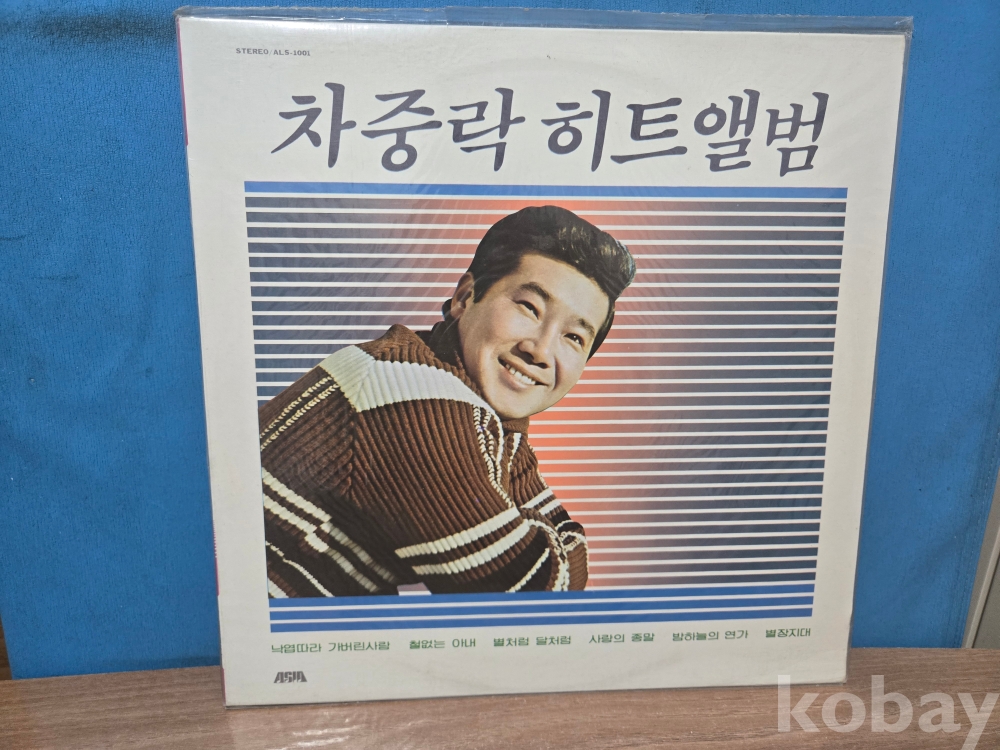 STEREO/ALS-1001
차중락 히트앨범
낙엽따라 가버린사랑 철없는 아내 별처럼 달처럼 사랑의 종말 밤하늘의 연가 별장지대
ASIA
kobay